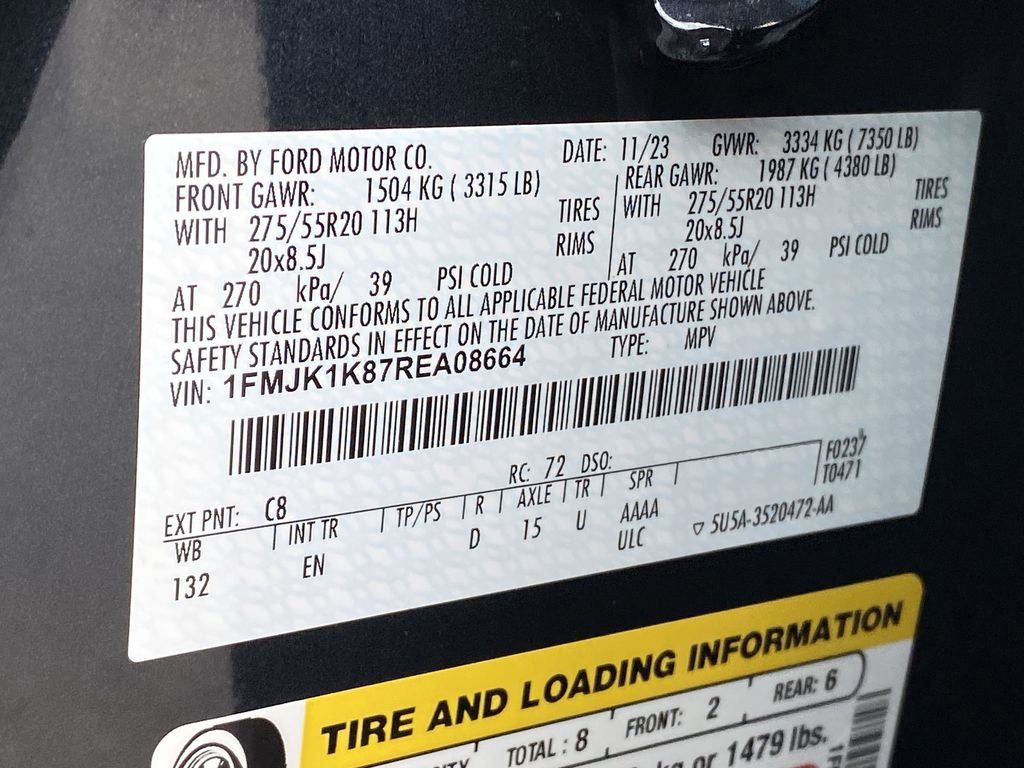 MFD. BY FORD MOTOR CO. DATE: 11/23 GVWR: 3334 KG ( 7350 LB)
FRONT GAWR: 1504 KG ( 3315 LB) REAR GAWR: 1987 KG ( 4380 LB)
WITH 275/55R20 113H TIRES WITH 275/55R20 113H TIRES
20x8.5J RIMS 20x8.5J RIMS
AT 270 kPa/ 39 PSI COLD AT 270 kPa/ 39 PSI COLD
THIS VEHICLE CONFORMS TO ALL APPLICABLE FEDERAL MOTOR VEHICLE
SAFETY STANDARDS IN EFFECT ON THE DATE OF MANUFACTURE SHOWN ABOVE.
VIN: 1FMJK1K87REA08664 TYPE: MPV
F0237
EXT PNT: C8 RC: 72 DSO: T0471
WB INT TR TP/PS R AXLE TR SPR
132 EN D 15 U AAAA
ULC 5U5A-3520472-AA
TIRE AND LOADING INFORMATION
TOTAL : 8 FRONT: 2 REAR: 6
kg or 1479 lbs.